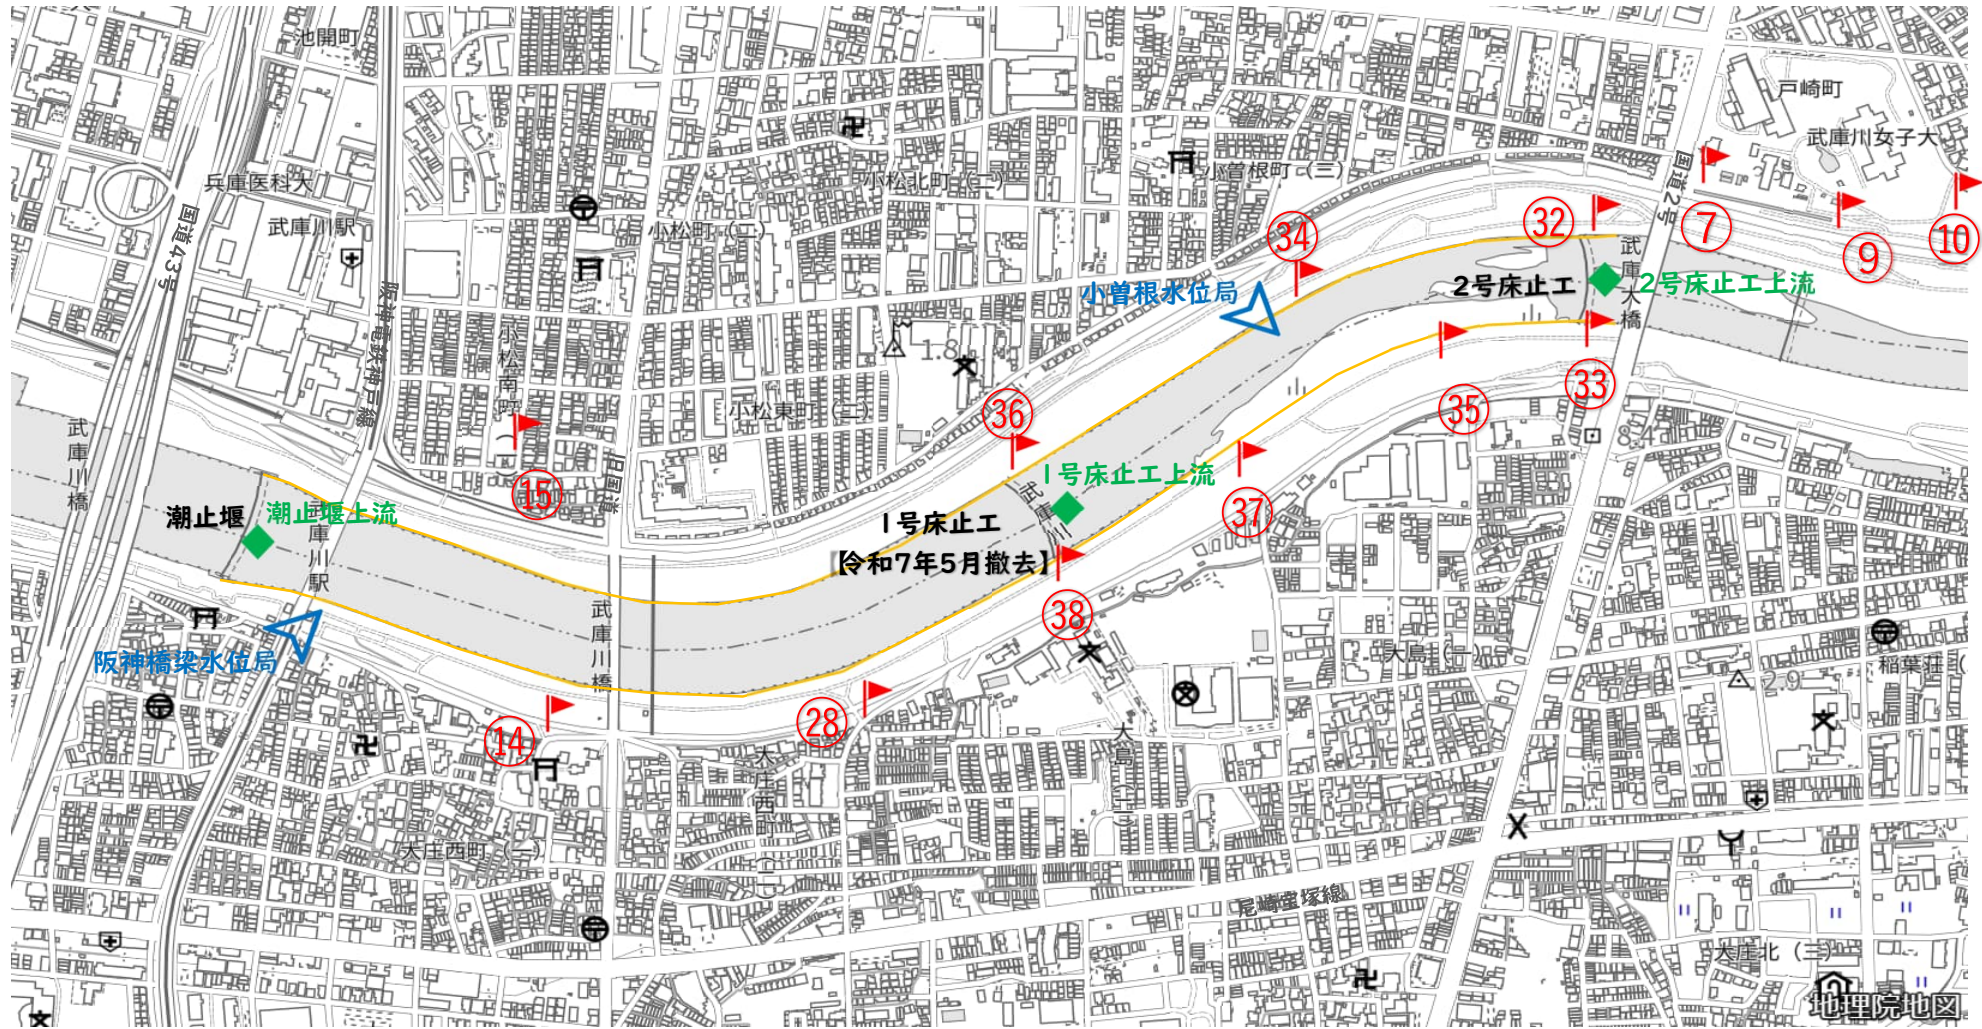 池開町
戸崎町
武庫川女子大
兵庫医科大
国道43号
武庫川駅
小松北町(一)
小曽根町(三)
国道2号
小松町(二)
⑦
⑨
⑩
㉜
㉞
武庫大橋
2号床止工
2号床止工上流
小曽根水位局
阪神電鉄神戸線
小松南町(一)
1.8
小松東町(二)
㊱
㉟
㉝
8.4
武庫川橋
⑮
旧国道
㊲
潮止堰
潮止堰上流
武庫川駅
1号床止工
【令和7年5月撤去】
1号床止工上流
武庫川
㊳
武庫川橋
阪神橋梁水位局
⑭
㉘
大島(一)
稲葉荘(
2.9
大庄西町(一)
大庄西町(二)
大島(二)
尼崎宝塚線
大庄北(三)
地理院地図